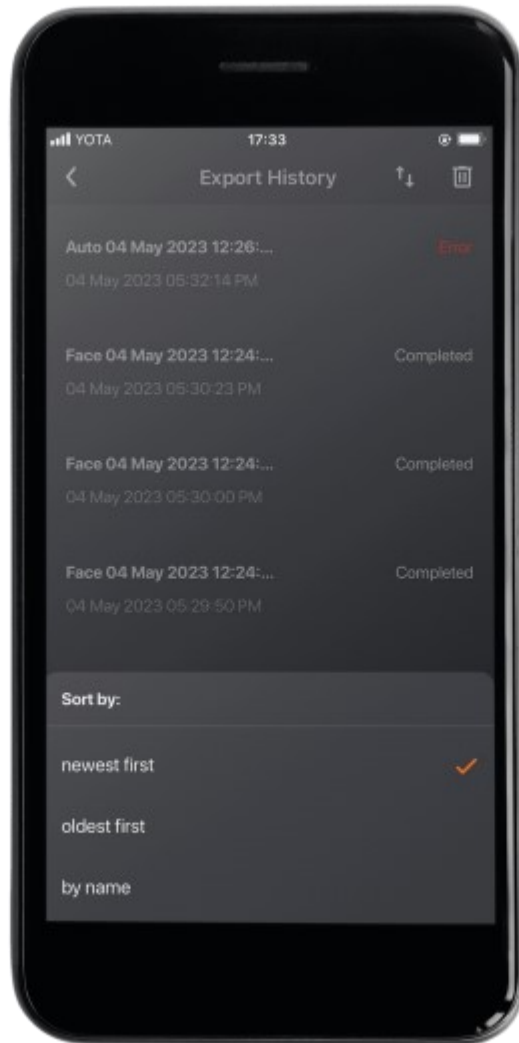 YOTA 17:33
Export History
Auto 04 May 2023 12:26:... Error
04 May 2023 05:32:14 PM
Face 04 May 2023 12:24:... Completed
04 May 2023 05:30:23 PM
Face 04 May 2023 12:24:... Completed
04 May 2023 05:30:00 PM
Face 04 May 2023 12:24:... Completed
04 May 2023 05:29:50 PM
Sort by:
newest first
oldest first
by name